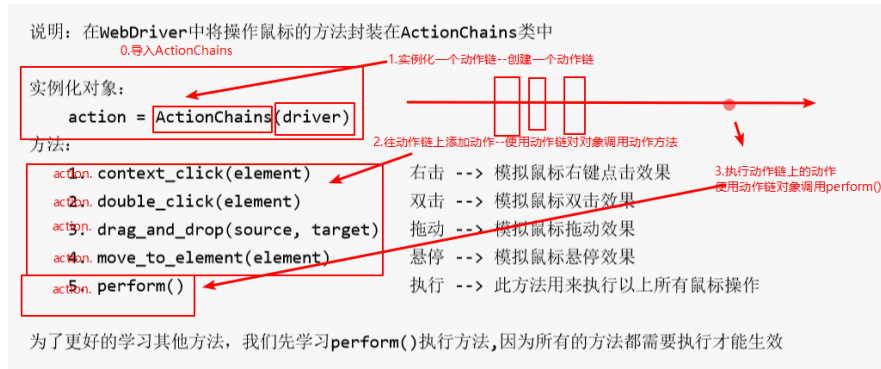 说明：在WebDriver中将操作鼠标的方法封装在ActionChains类中
0.导入ActionChains
1.实例化一个动作链--创建一个动作链
实例化对象：
action = ActionChains(driver)
2.往动作链上添加动作--使用动作链对对象调用动作方法
方法：
3.执行动作链上的动作
使用动作链对象调用perform()
action.
1. context_click(element) 右击 --> 模拟鼠标右键点击效果
action.
2. double_click(element) 双击 --> 模拟鼠标双击效果
action.
3. drag_and_drop(source, target) 拖动 --> 模拟鼠标拖动效果
action.
4. move_to_element(element) 悬停 --> 模拟鼠标悬停效果
action.
5. perform() 执行 --> 此方法用来执行以上所有鼠标操作
为了更好的学习其他方法，我们先学习perform()执行方法,因为所有的方法都需要执行才能生效